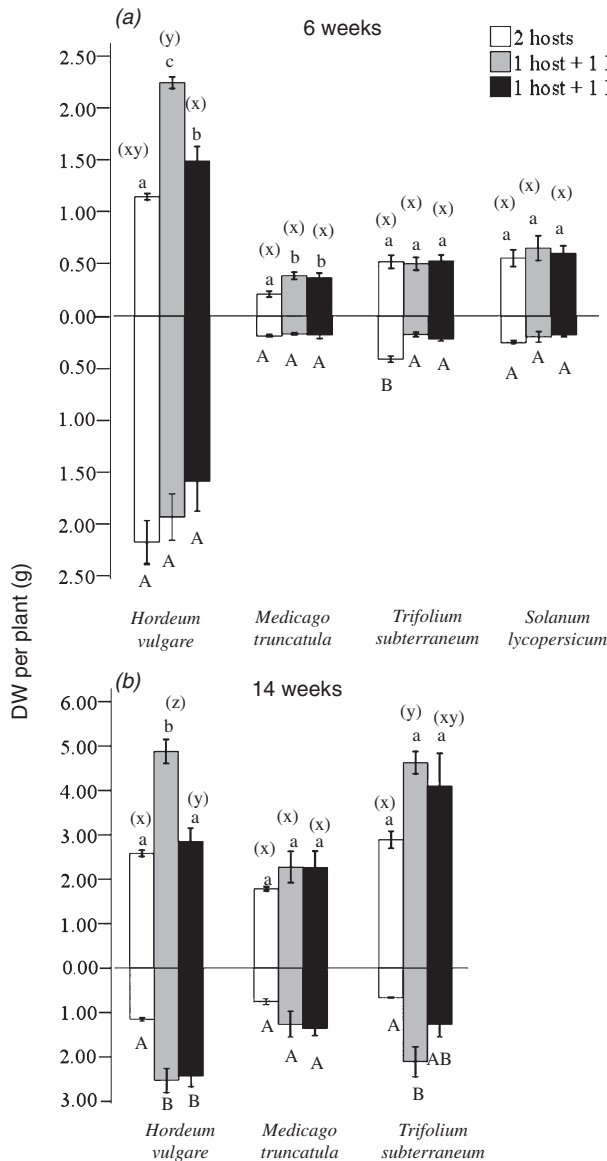 (a)
6 weeks
2 hosts
1 host + 1
1 host + 1
2.50
2.00
1.50
1.00
0.50
0.00
0.50
1.00
1.50
2.00
2.50
(y)
c
(x)
b
(xy)
a
(x)
a
(x)
b
(x)
b
(x)
a
(x)
a
(x)
a
(x)
a
(x)
a
(x)
a
A
A
A
A
A
A
B
A
A
A
A
A
Hordeum
vulgare
Medicago
truncatula
Trifolium
subterraneum
Solanum
lycopersicum
DW per plant (g)
(b)
14 weeks
6.00
5.00
4.00
3.00
2.00
1.00
0.00
1.00
2.00
3.00
(x)
a
(z)
b
(y)
a
(x)
a
(x)
a
(x)
a
(x)
a
(y)
a
(xy)
a
A
B
B
A
A
A
A
B
AB
Hordeum
vulgare
Medicago
truncatula
Trifolium
subterraneum